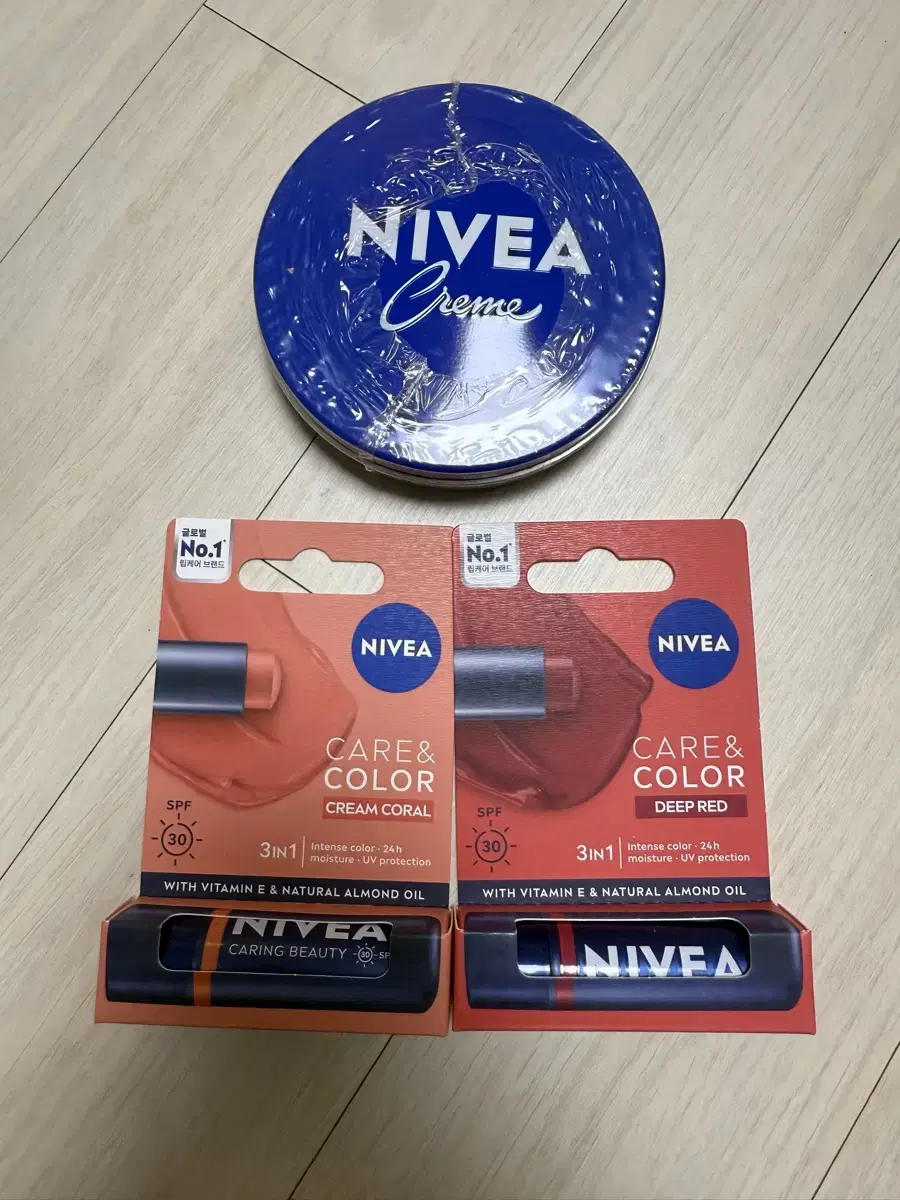 NIVEA
Creme
글로벌
No.1*
립케어 브랜드
NIVEA
CARE&
COLOR
CREAM CORAL
SPF
30
3IN1
Intense color · 24h
moisture · UV protection
WITH VITAMIN E & NATURAL ALMOND OIL
NIVEA
CARING BEAUTY
30
SP
글로벌
No.1*
립케어 브랜드
NIVEA
CARE&
COLOR
DEEP RED
SPF
30
3IN1
Intense color · 24h
moisture · UV protection
WITH VITAMIN E & NATURAL ALMOND OIL
NIVEA